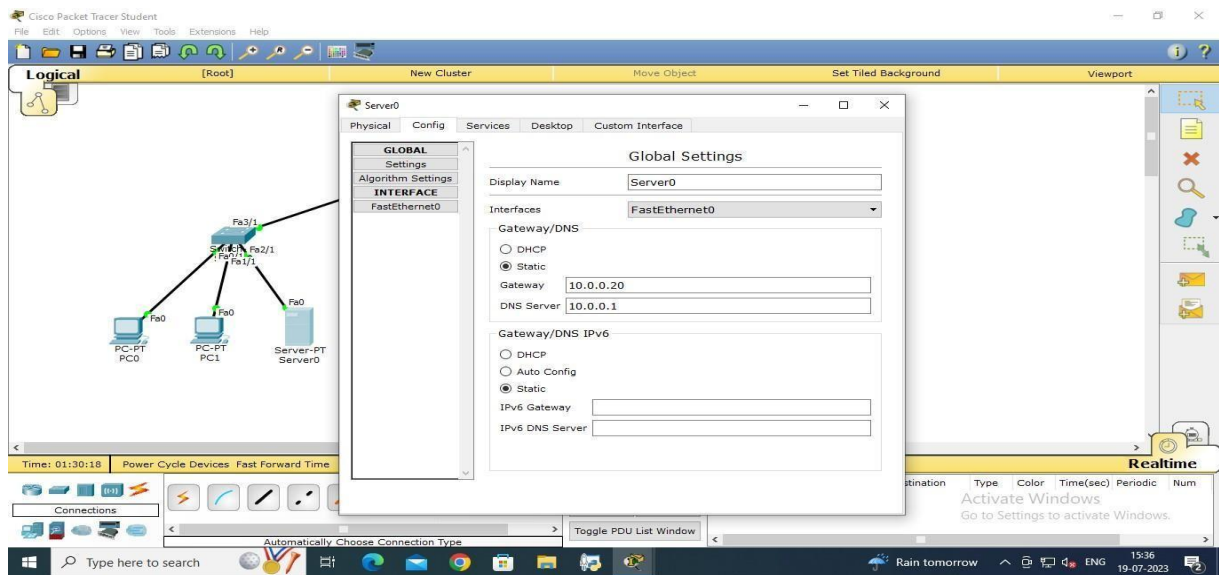 Cisco Packet Tracer Student
File Edit Options View Tools Extensions Help
Logical [Root] New Cluster Move Object Set Tiled Background Viewport
Server0
Physical Config Services Desktop Custom Interface
GLOBAL
Settings
Algorithm Settings
INTERFACE
FastEthernet0
Global Settings
Display Name Server0
Interfaces FastEthernet0
Gateway/DNS
DHCP
Static
Gateway 10.0.0.20
DNS Server 10.0.0.1
Gateway/DNS IPv6
DHCP
Auto Config
Static
IPv6 Gateway
IPv6 DNS Server
Fa3/1
Switch Fa2/1
Fa0/1
Fa1/1
Fa0
Fa0
Fa0
PC-PT
PC0
PC-PT
PC1
Server-PT
Server0
Time: 01:30:18 Power Cycle Devices Fast Forward Time Realtime
Connections
Automatically Choose Connection Type
Toggle PDU List Window
stination Type Color Time(sec) Periodic Num
Activate Windows
Go to Settings to activate Windows.
Type here to search
Rain tomorrow ENG 15:36
19-07-2023
2